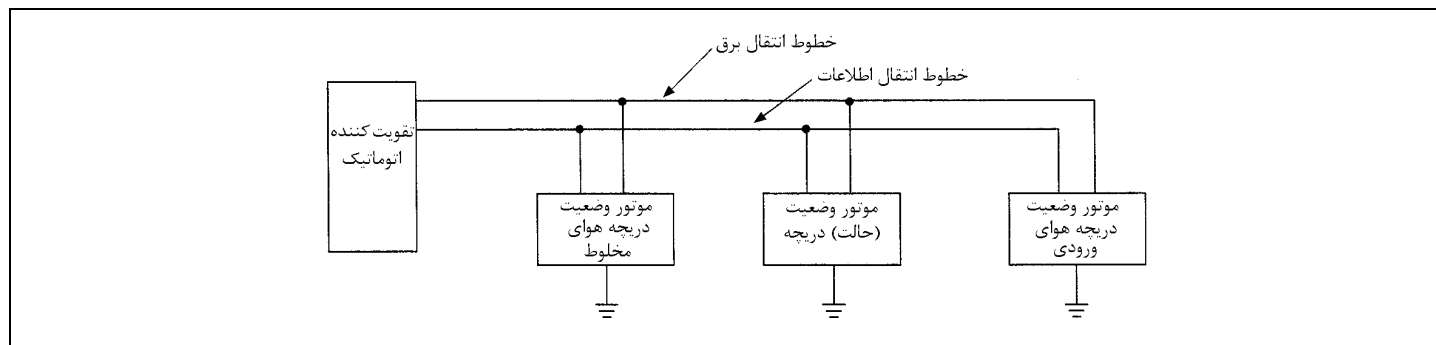 خطوط انتقال برق
خطوط انتقال اطلاعات
تقویت کننده
اتوماتیک
موتور وضعیت
دریچه هوای
مخلوط
موتور وضعیت
(حالت) دریچه
موتور وضعیت
دریچه هوای
ورودی